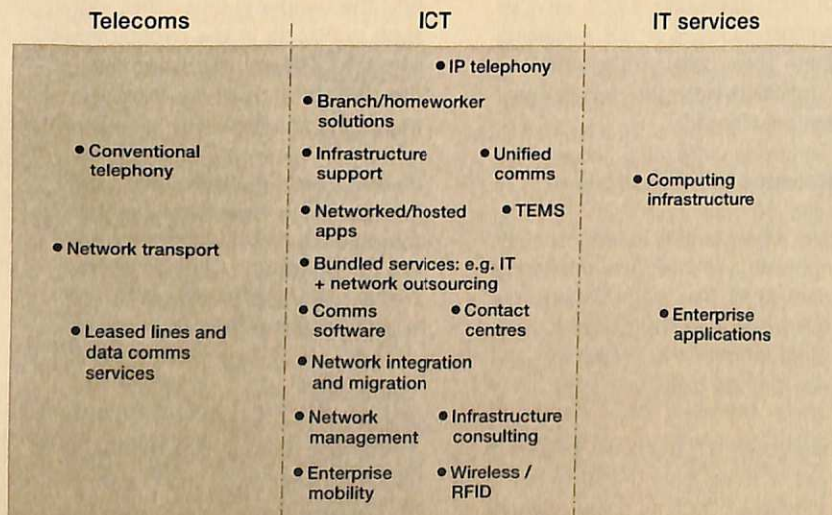 Telecoms
ICT
IT services
• Conventional
telephony
• Network transport
• Leased lines and
data comms
services
• IP telephony
• Branch/homeworker
solutions
• Infrastructure
support
• Unified
comms
• Networked/hosted
apps
• TEMS
• Bundled services: e.g. IT
+ network outsourcing
• Comms
software
• Contact
centres
• Network integration
and migration
• Network
management
• Infrastructure
consulting
• Enterprise
mobility
• Wireless /
RFID
• Computing
infrastructure
• Enterprise
applications